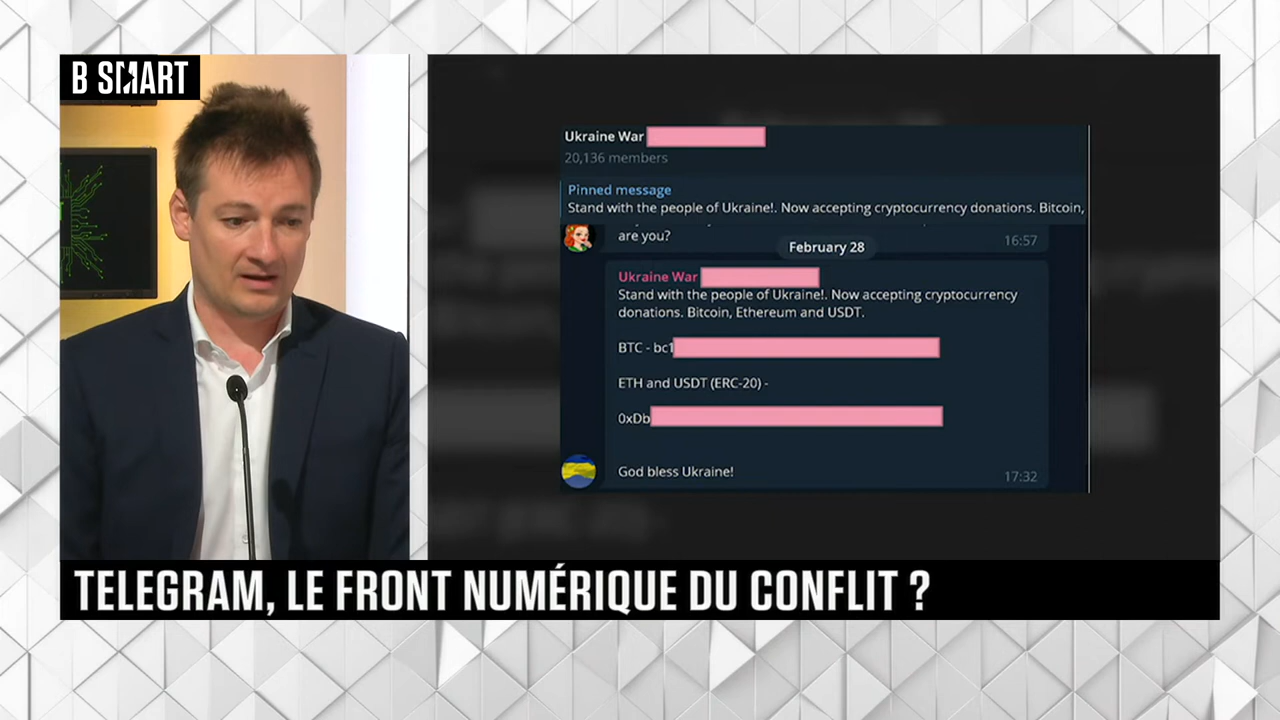 B SMART
Ukraine War
20,136 members
Pinned message
Stand with the people of Ukraine!. Now accepting cryptocurrency donations. Bitcoin,
are you?
16:57
February 28
Ukraine War
Stand with the people of Ukraine!. Now accepting cryptocurrency
donations. Bitcoin, Ethereum and USDT.
BTC - bc1
ETH and USDT (ERC-20) -
0xDb
God bless Ukraine!
17:32
TELEGRAM, LE FRONT NUMÉRIQUE DU CONFLIT ?